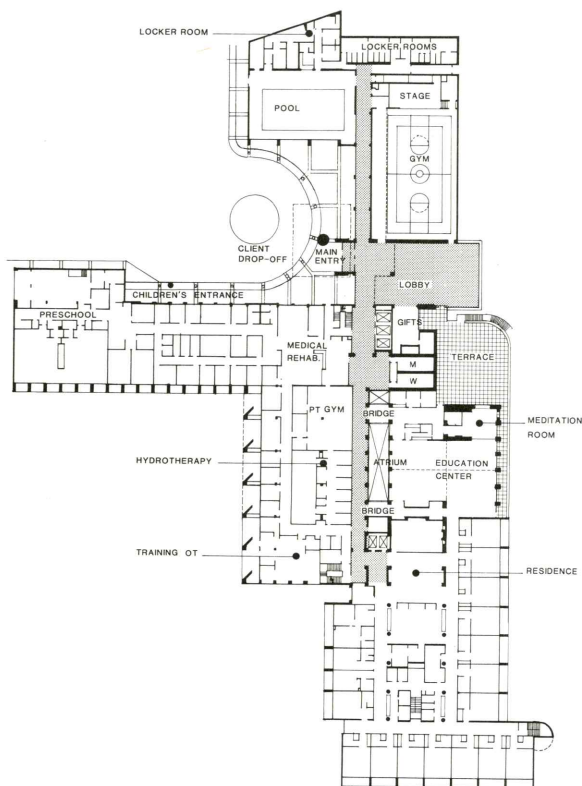 LOCKER ROOM
LOCKER ROOMS
STAGE
POOL
GYM
CLIENT
DROP-OFF
MAIN
ENTRY
LOBBY
CHILDREN'S ENTRANCE
PRESCHOOL
GIFTS
MEDICAL
REHAB.
TERRACE
M
W
PT GYM
BRIDGE
MEDITATION
ROOM
HYDROTHERAPY
ATRIUM
EDUCATION
CENTER
BRIDGE
TRAINING OT
RESIDENCE